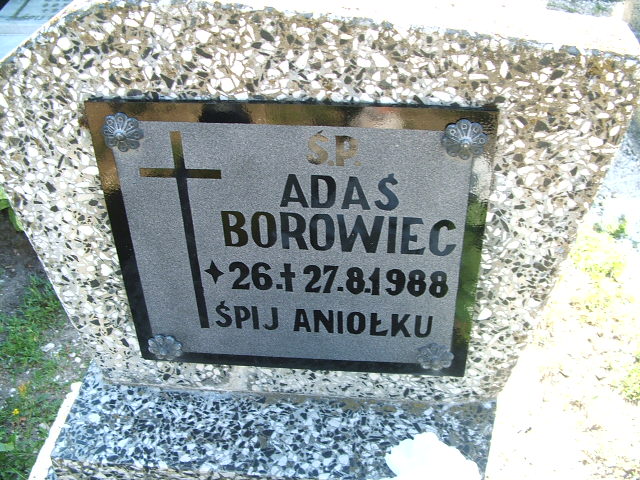 Ś.P.
ADAŚ
BOROWIEC
✦26.✝27.8.1988
ŚPIJ ANIOŁKU